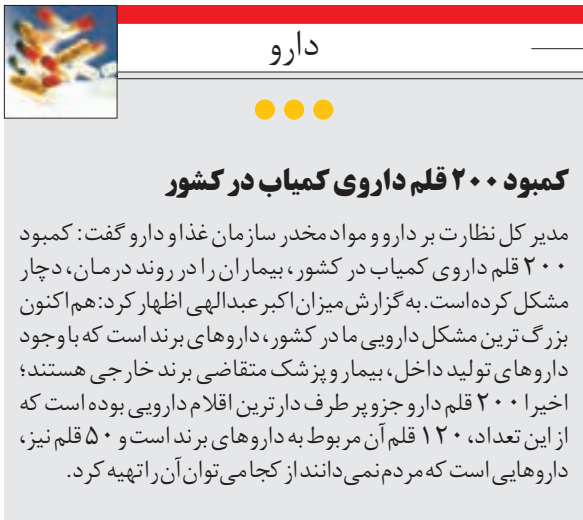 دارو
کمبود ۲۰۰ قلم داروی کمیاب در کشور
مدیر کل نظارت بر دارو و مواد مخدر سازمان غذا و دارو گفت: کمبود
۲۰۰ قلم داروی کمیاب در کشور، بیماران را در روند درمان، دچار
مشکل کرده‌است. به گزارش میزان اکبر عبدالهی اظهار کرد: هم اکنون
بزرگ ترین مشکل دارویی ما در کشور، داروهای برند است که با وجود
داروهای تولید داخل، بیمار و پزشک متقاضی برند خارجی هستند؛
اخیرا ۲۰۰ قلم دارو جزو پر طرف دار ترین اقلام دارویی بوده است که
از این تعداد، ۱۲۰ قلم آن مربوط به داروهای برند است و ۵۰ قلم نیز،
داروهایی است که مردم نمی‌دانند از کجا می‌توان آن را تهیه کرد.